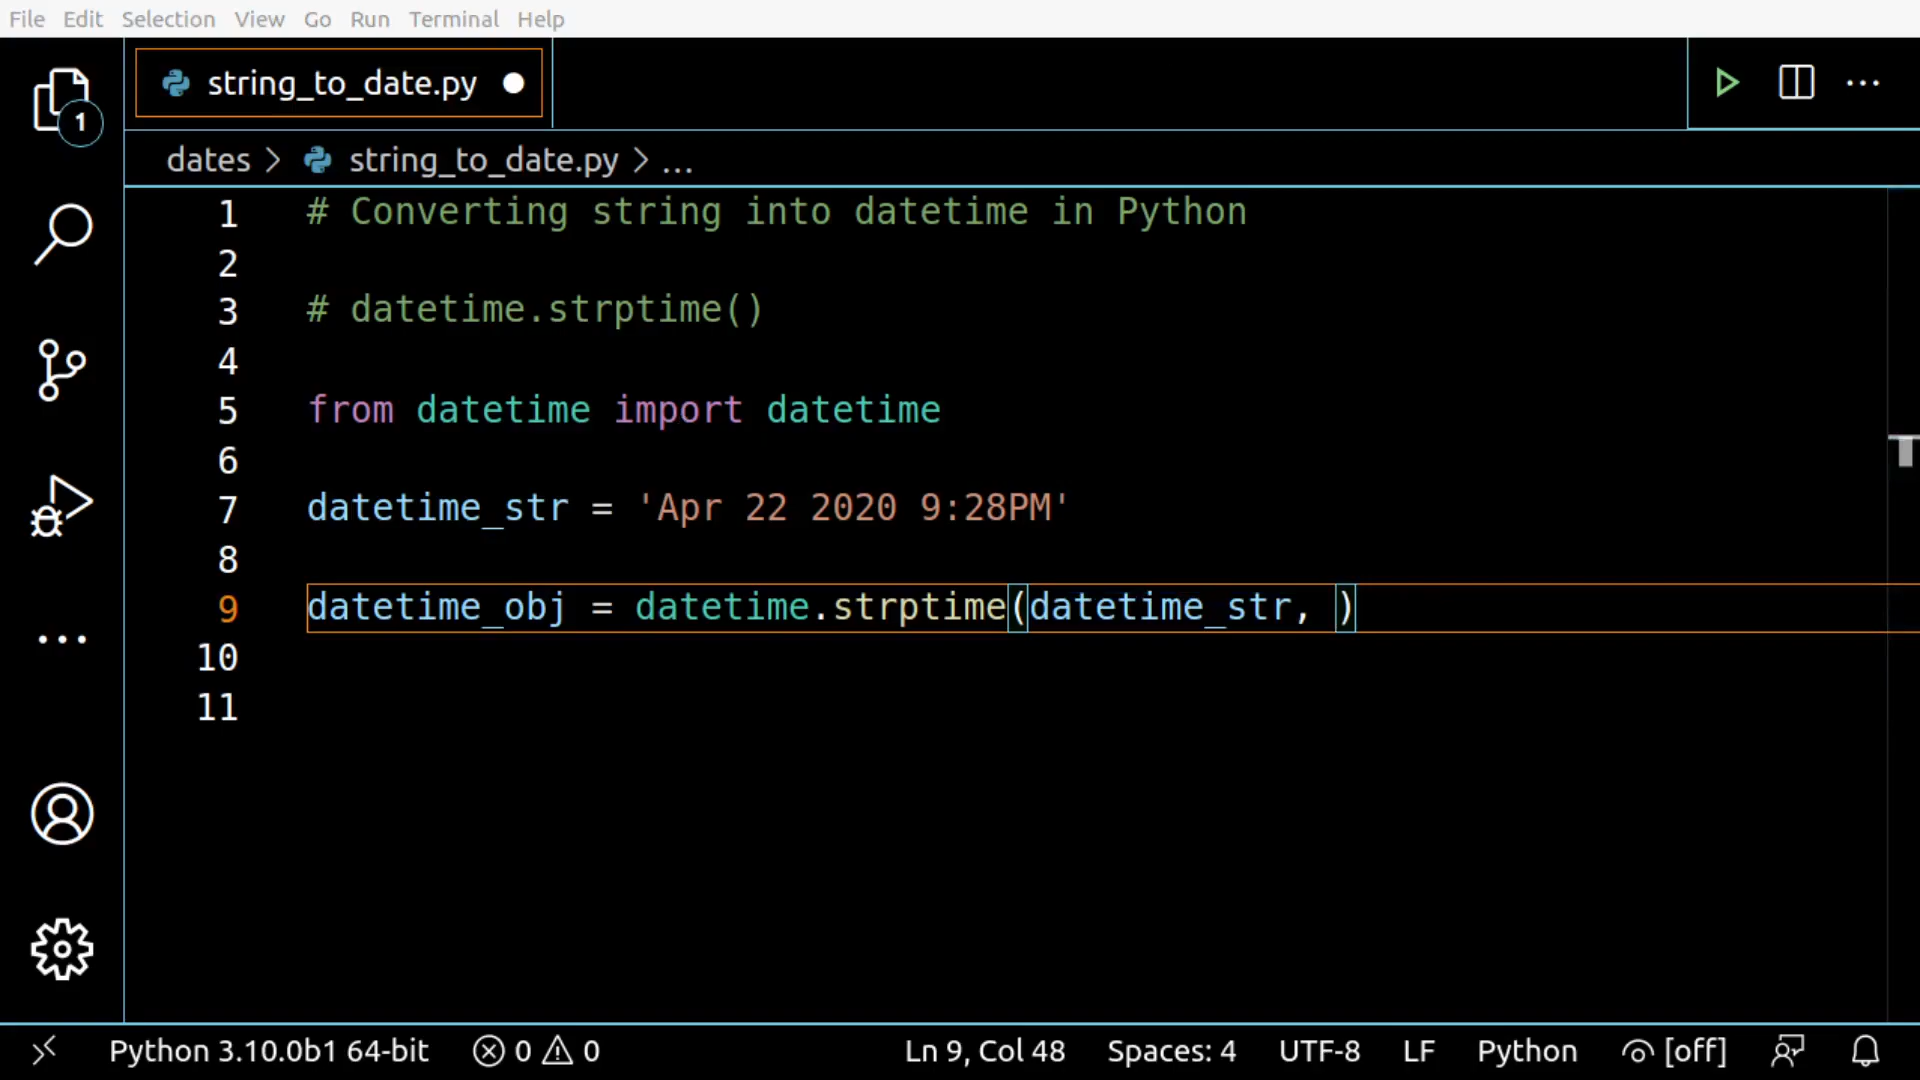 File Edit Selection View Go Run Terminal Help
string_to_date.py
1
dates > string_to_date.py > ...
1 # Converting string into datetime in Python
2
3 # datetime.strptime()
4
5 from datetime import datetime
6
7 datetime_str = 'Apr 22 2020 9:28PM'
8
9 datetime_obj = datetime.strptime(datetime_str, )
10
11
Python 3.10.0b1 64-bit 0 0 Ln 9, Col 48 Spaces: 4 UTF-8 LF Python [off]